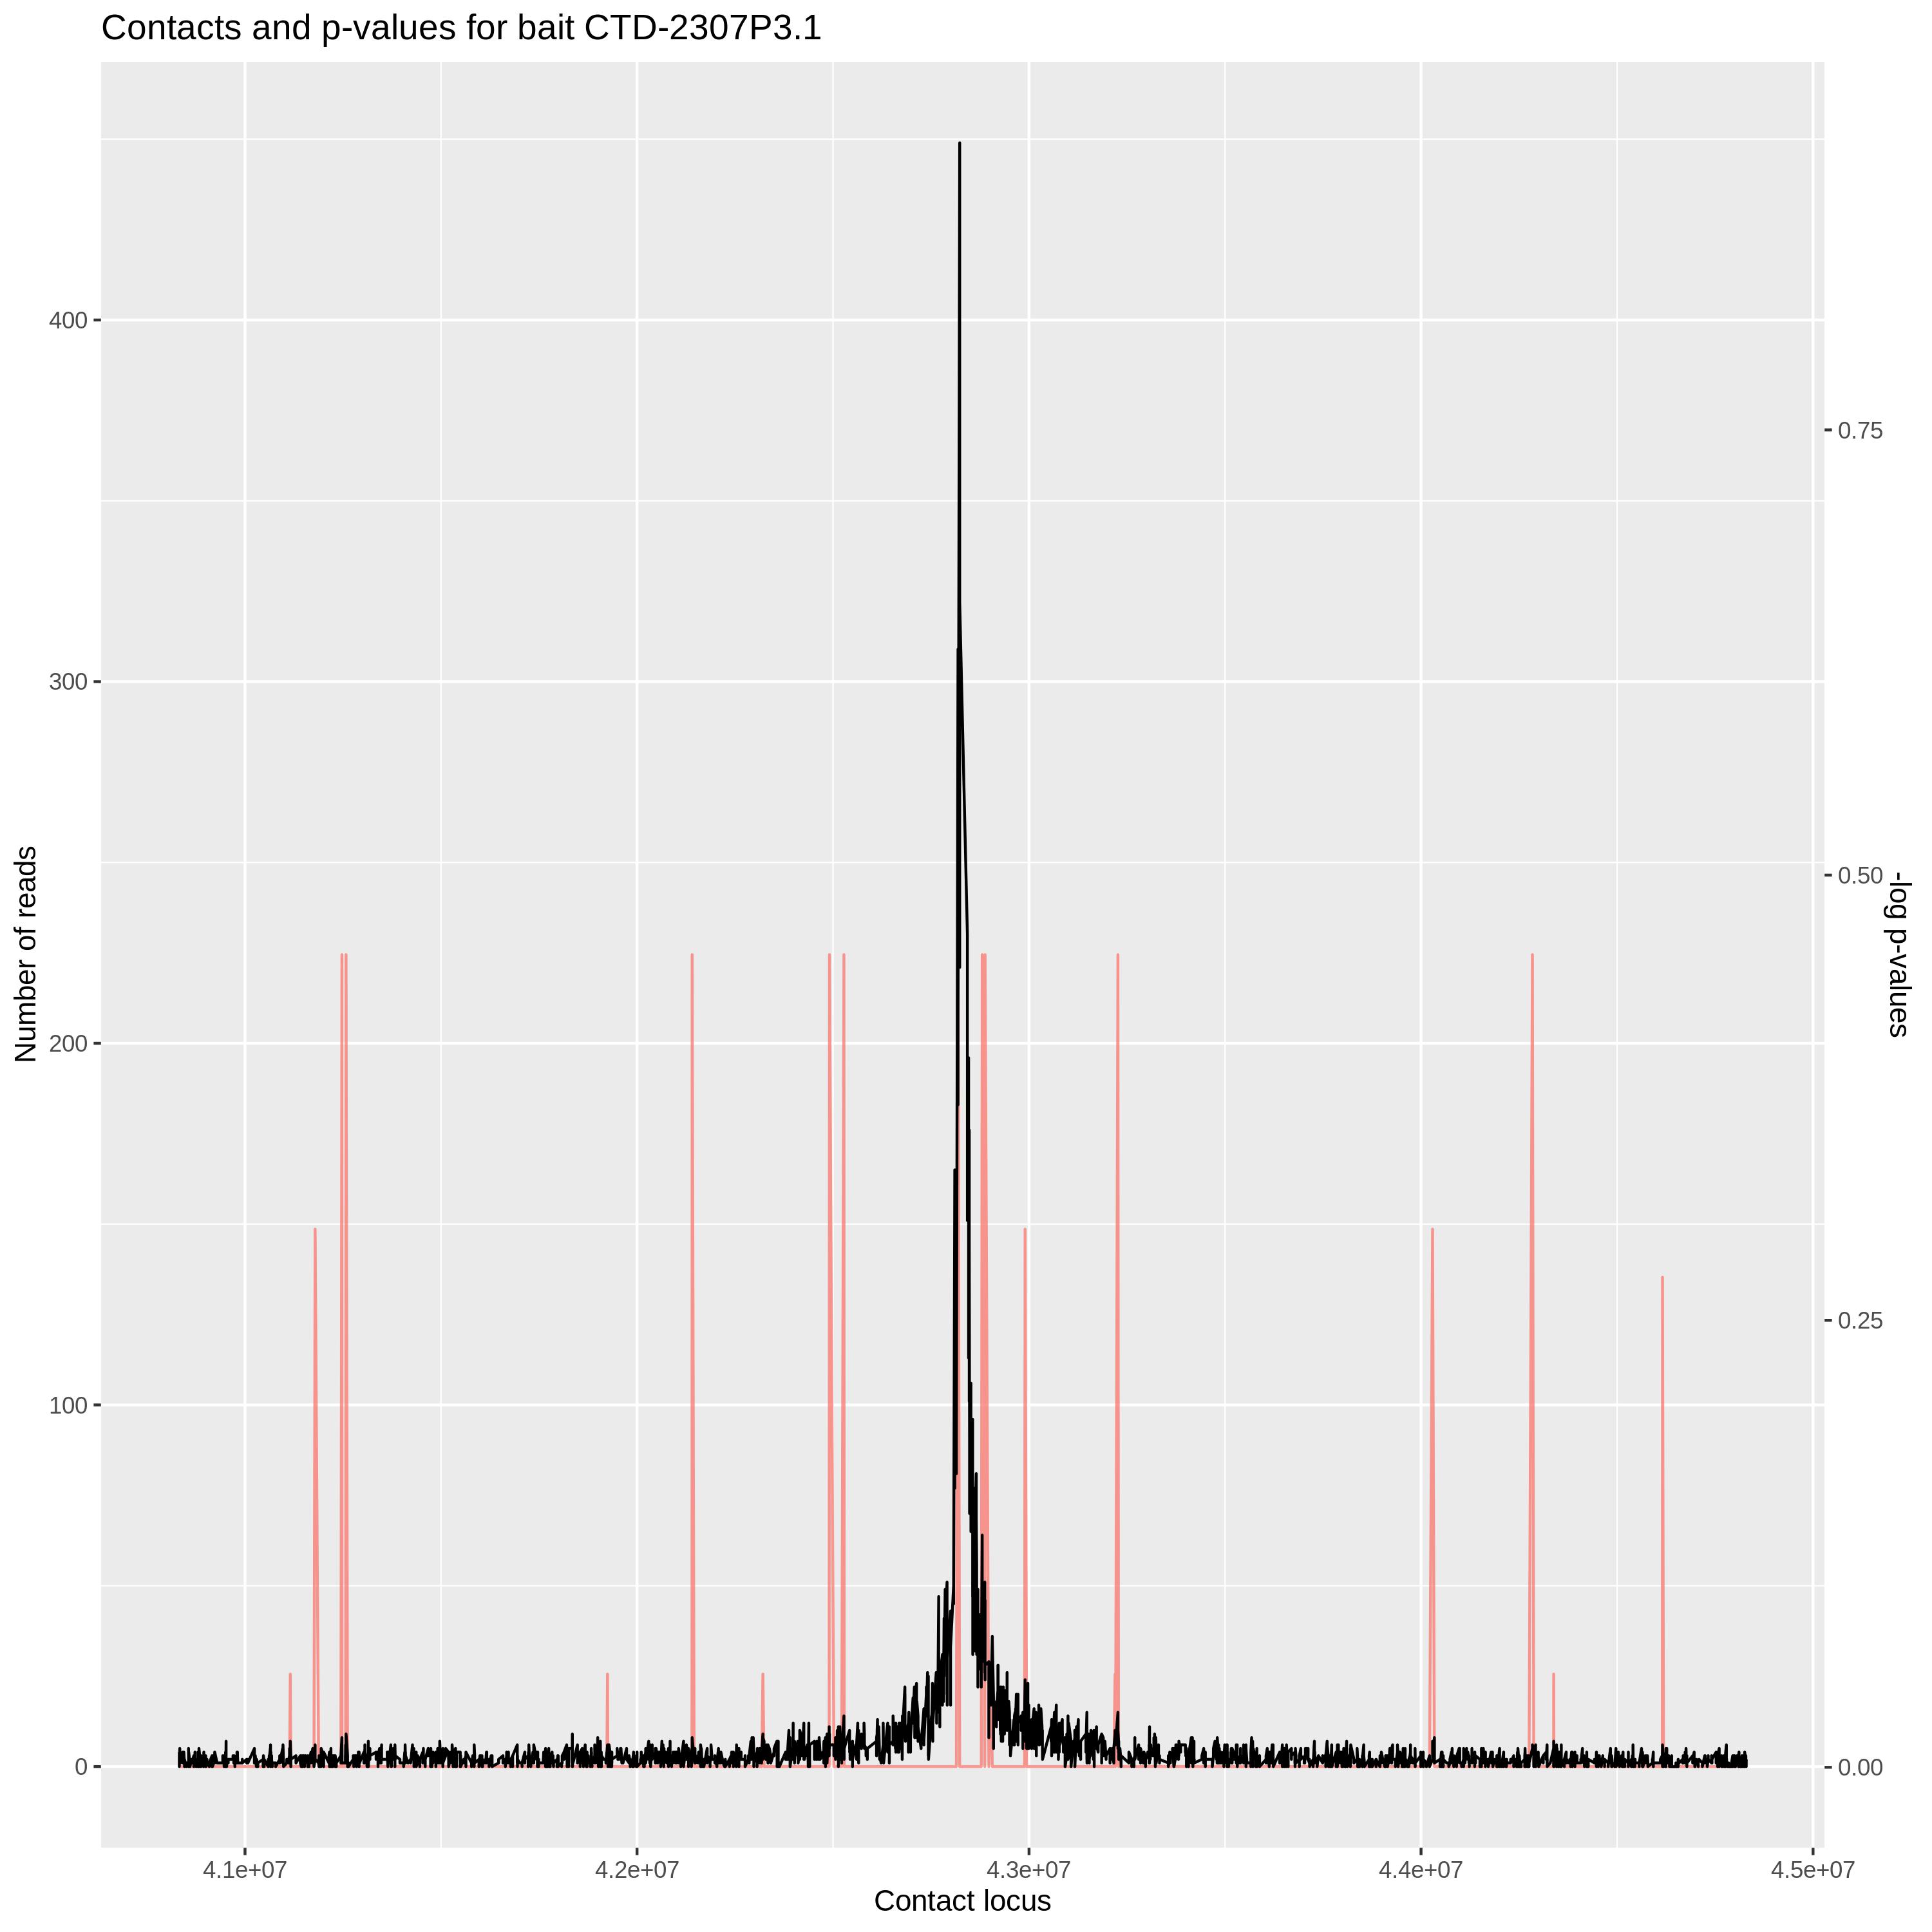 Contacts and p-values for bait CTD-2307P3.1
400
300
200
100
0
Number of reads
0.75
0.50
0.25
0.00
-log p-values
4.1e+07
4.2e+07
4.3e+07
4.4e+07
4.5e+07
Contact locus